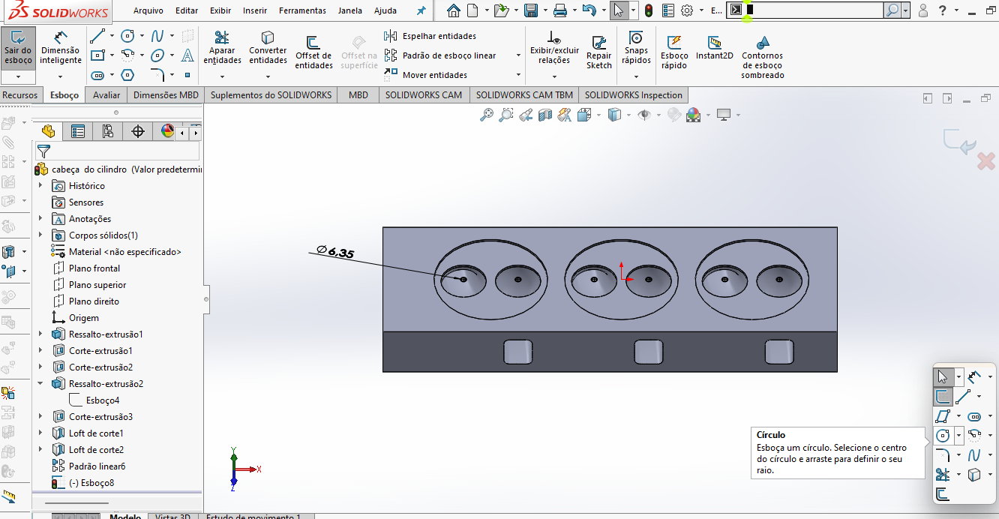 SOLIDWORKS
Arquivo Editar Exibir Inserir Ferramentas Janela Ajuda
E...
Sair do esboço
Dimensão inteligente
Aparar entidades
Converter entidades
Offset de entidades
Offset na superfície
Espelhar entidades
Padrão de esboço linear
Mover entidades
Exibir/excluir relações
Repair Sketch
Snaps rápidos
Esboço rápido
Instant2D
Contornos de esboço sombreado
Recursos Esboço Avaliar Dimensões MBD Suplementos do SOLIDWORKS MBD SOLIDWORKS CAM SOLIDWORKS CAM TBM SOLIDWORKS Inspection
cabeça do cilindro (Valor predetermi
Histórico
Sensores
Anotações
Corpos sólidos(1)
Material <não especificado>
Plano frontal
Plano superior
Plano direito
Origem
Ressalto-extrusão1
Corte-extrusão1
Corte-extrusão2
Ressalto-extrusão2
Esboço4
Corte-extrusão3
Loft de corte1
Loft de corte2
Padrão linear6
(-) Esboço8
Ø6,35
Y
X
Z
Círculo
Esboça um círculo. Selecione o centro
do círculo e arraste para definir o seu
raio.
Modelo Vistas 3D Estudo de movimento 1